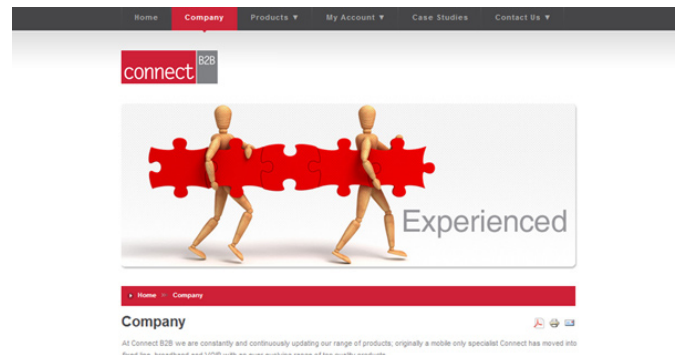 Home Company Products ▼ My Account ▼ Case Studies Contact Us ▼
connect B2B
Experienced
Home » Company
Company
At Connect B2B we are constantly and continuously updating our range of products; originally a mobile only specialist Connect has moved into